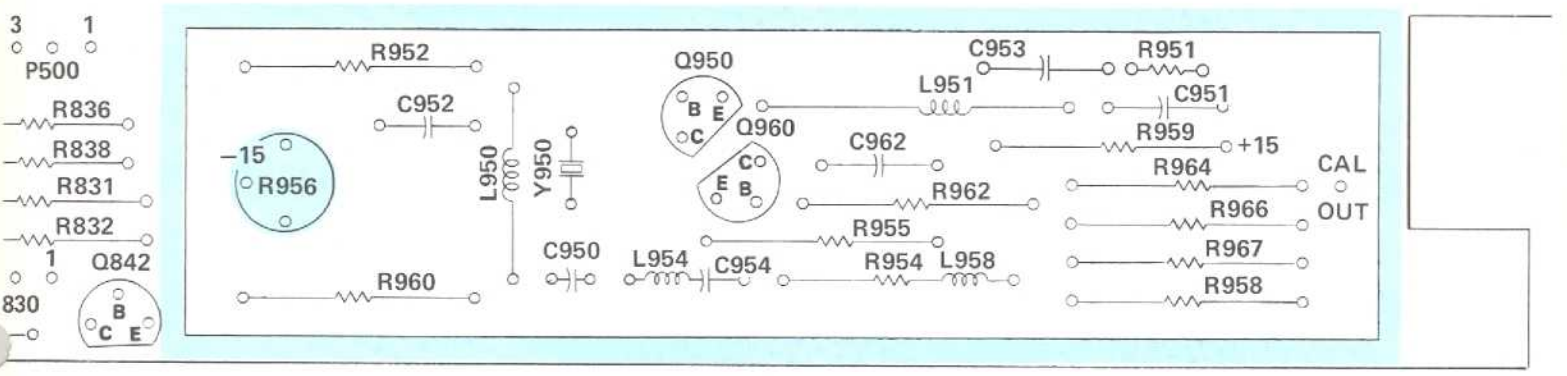 3 1
P500
R836
R838
R831
R832
1
830
Q842
B
C E
R952
C952
−15
R956
R960
L950
Y950
C950
L954
C954
Q950
B E
C
Q960
C
E B
L951
C953
R951
C951
C962
R959
+15
R962
R955
R954
L958
R964
R966
R967
R958
CAL
OUT